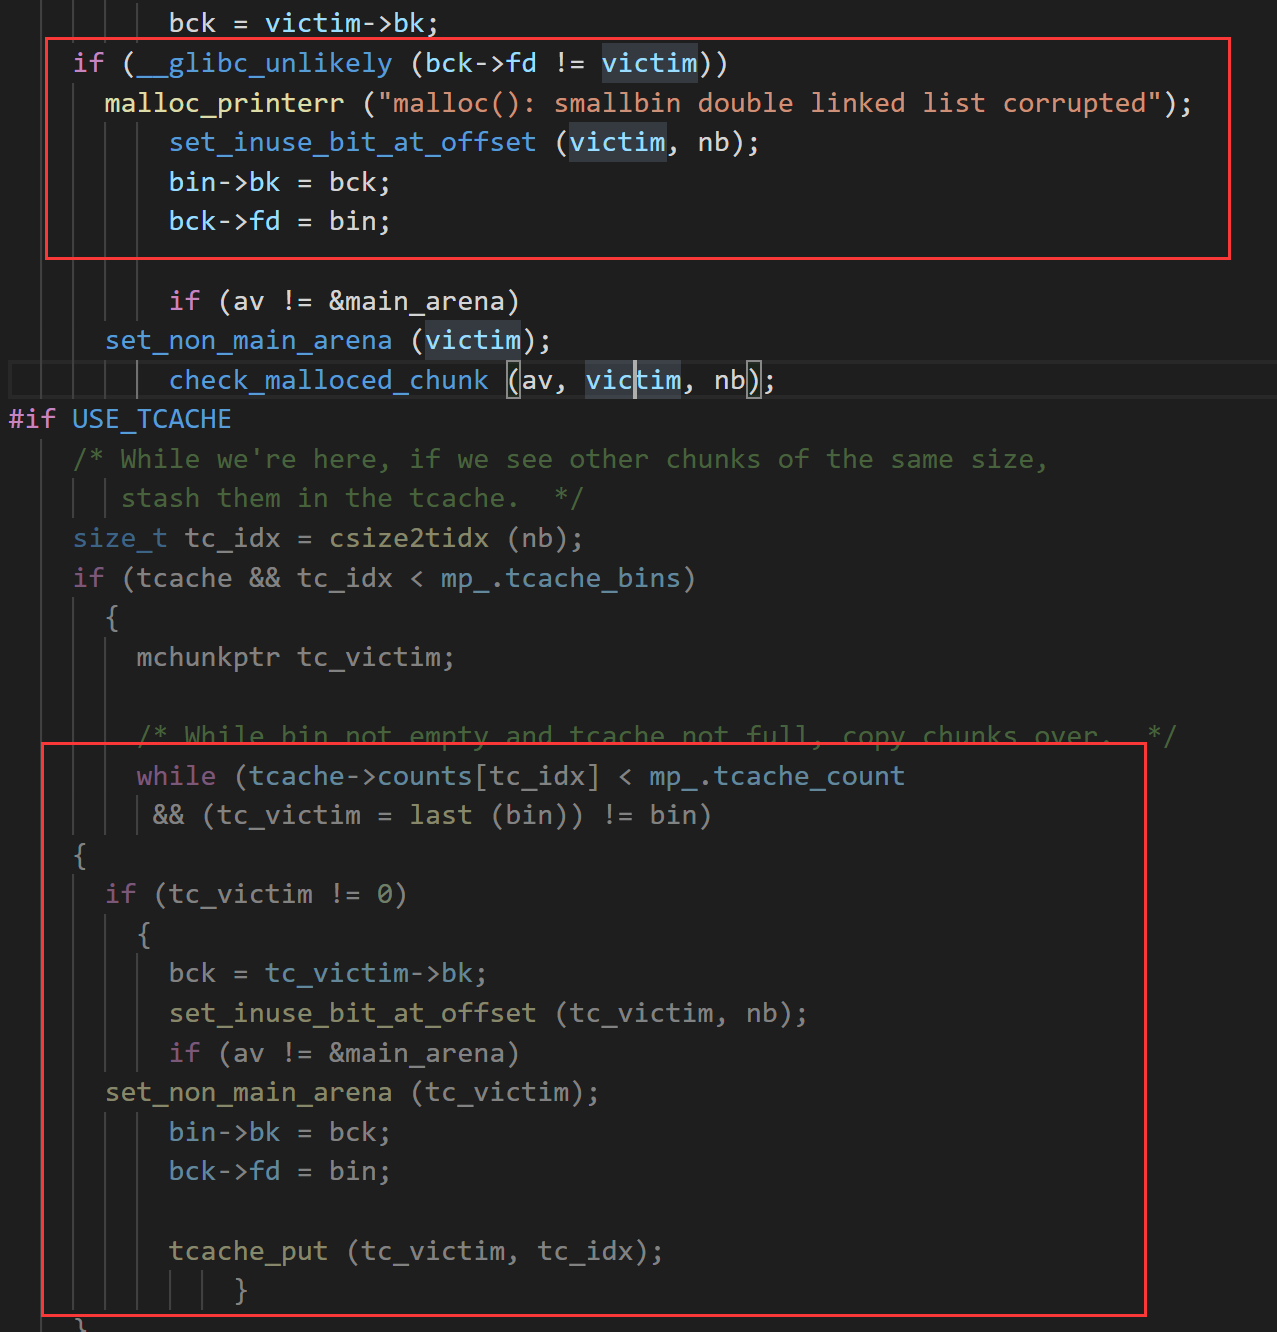 bck = victim->bk;
if (__glibc_unlikely (bck->fd != victim))
malloc_printerr ("malloc(): smallbin double linked list corrupted");
set_inuse_bit_at_offset (victim, nb);
bin->bk = bck;
bck->fd = bin;
if (av != &main_arena)
set_non_main_arena (victim);
check_malloced_chunk (av, victim, nb);
#if USE_TCACHE
/* While we're here, if we see other chunks of the same size,
stash them in the tcache.  */
size_t tc_idx = csize2tidx (nb);
if (tcache && tc_idx < mp_.tcache_bins)
{
mchunkptr tc_victim;
/* While bin not empty and tcache not full, copy chunks over.  */
while (tcache->counts[tc_idx] < mp_.tcache_count
&& (tc_victim = last (bin)) != bin)
{
if (tc_victim != 0)
{
bck = tc_victim->bk;
set_inuse_bit_at_offset (tc_victim, nb);
if (av != &main_arena)
set_non_main_arena (tc_victim);
bin->bk = bck;
bck->fd = bin;
tcache_put (tc_victim, tc_idx);
}
}